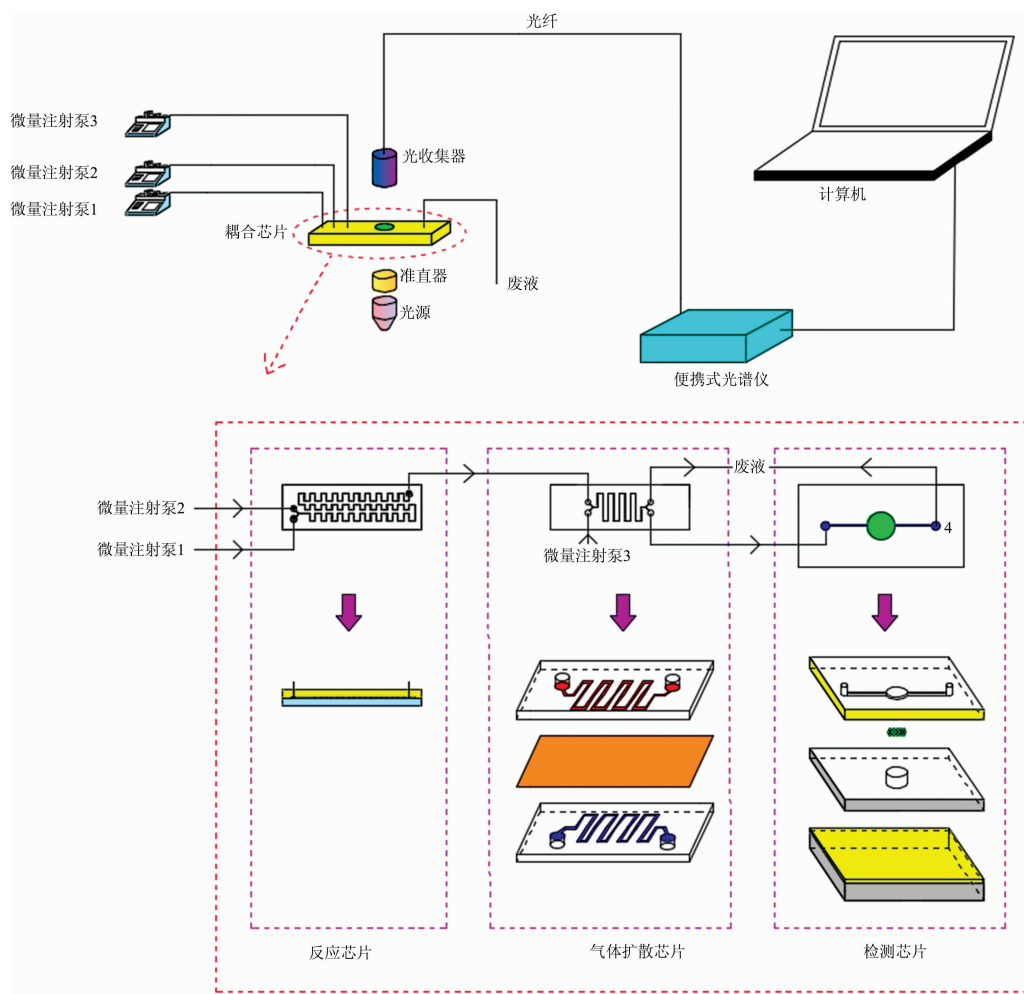 光纤
微量注射泵3
光收集器
微量注射泵2
计算机
微量注射泵1
耦合芯片
准直器
废液
光源
便携式光谱仪
废液
微量注射泵2
4
微量注射泵1
微量注射泵3
反应芯片
气体扩散芯片
检测芯片